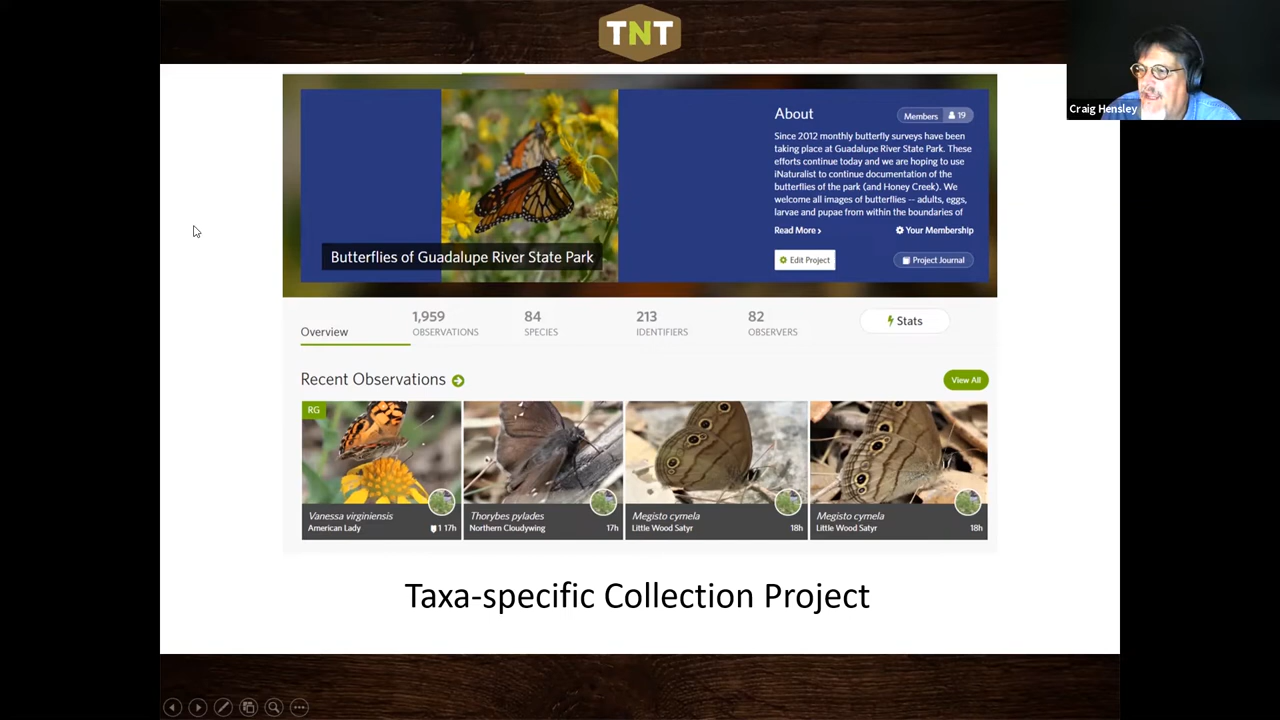 TNT
Craig Hensley
About
Members 19
Since 2012 monthly butterfly surveys have been
taking place at Guadalupe River State Park. These
efforts continue today and we are hoping to use
iNaturalist to continue documentation of the
butterflies of the park (and Honey Creek). We
welcome all images of butterflies -- adults, eggs,
larvae and pupae from within the boundaries of
Read More >
Your Membership
Butterflies of Guadalupe River State Park
Edit Project
Project Journal
Overview
1,959
OBSERVATIONS
84
SPECIES
213
IDENTIFIERS
82
OBSERVERS
Stats
Recent Observations
View All
RG
Vanessa virginiensis
American Lady
1 17h
Thorybes pylades
Northern Cloudywing
17h
Megisto cymela
Little Wood Satyr
18h
Megisto cymela
Little Wood Satyr
18h
Taxa-specific Collection Project